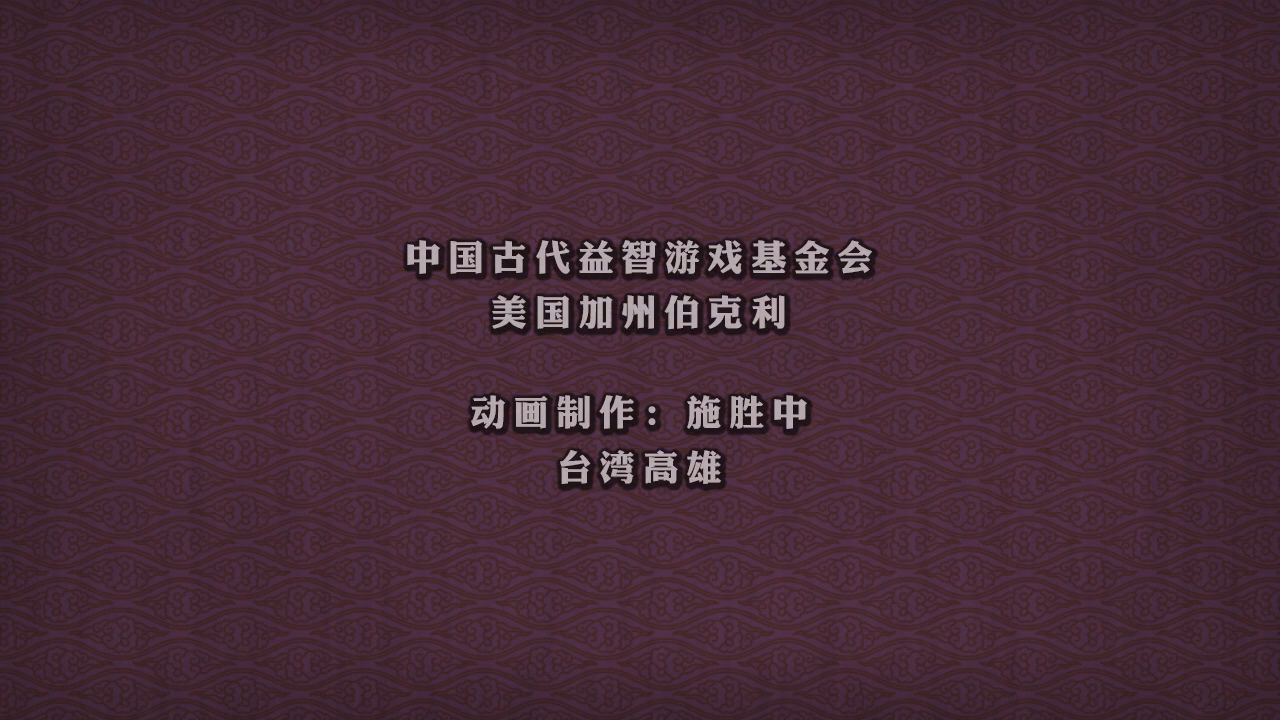 中国古代益智游戏基金会
美国加州伯克利
动画制作：施胜中
台湾高雄